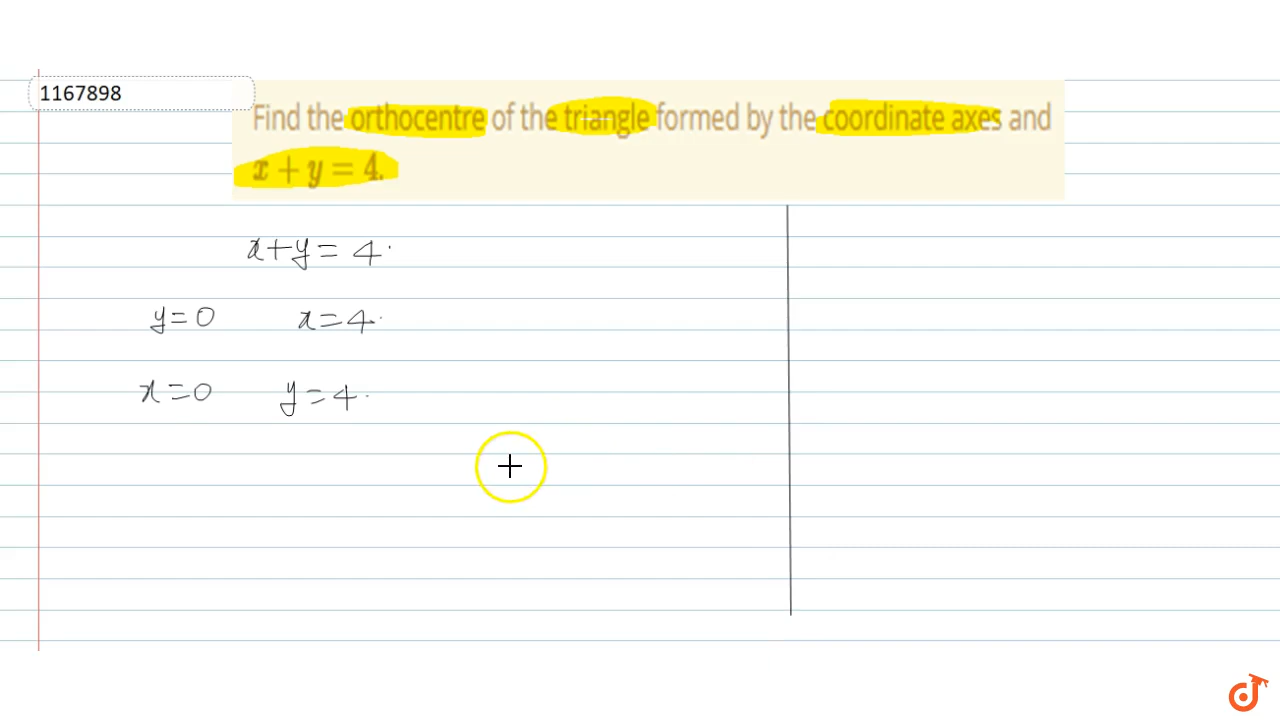 1167898
Find the orthocentre of the triangle formed by the coordinate axes and
x + y = 4.
x+y = 4.
y=0 x=4.
x=0 y=4.